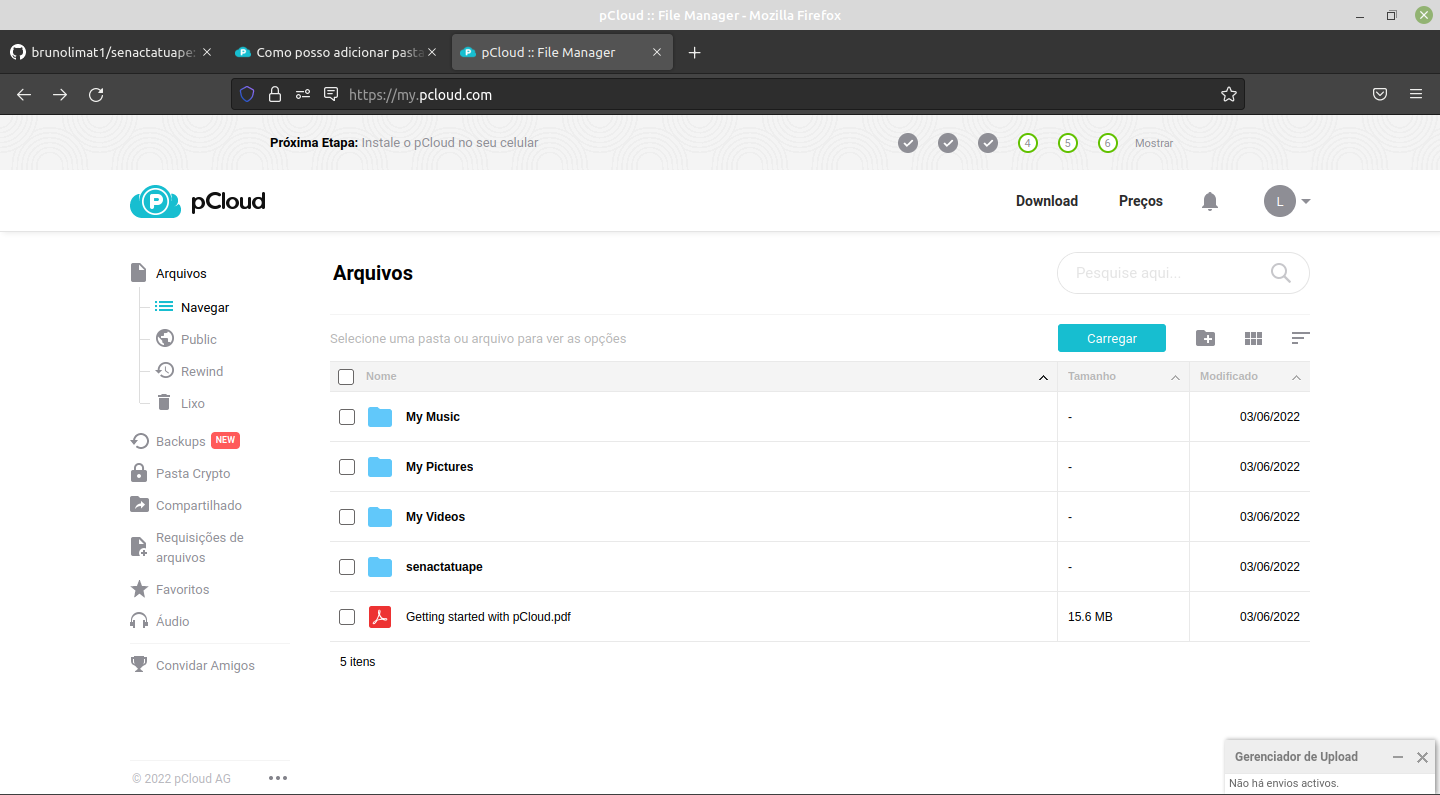 pCloud :: File Manager - Mozilla Firefox
brunolimat1/senactatuape:
Como posso adicionar pasta
pCloud :: File Manager
https://my.pcloud.com
Próxima Etapa: Instale o pCloud no seu celular
4 5 6 Mostrar
P pCloud
Download Preços L
Arquivos
Navegar
Public
Rewind
Lixo
Backups NEW
Pasta Crypto
Compartilhado
Requisições de
arquivos
Favoritos
Áudio
Convidar Amigos
© 2022 pCloud AG
Arquivos
Pesquise aqui...
Selecione uma pasta ou arquivo para ver as opções
Carregar
Nome Tamanho Modificado
My Music - 03/06/2022
My Pictures - 03/06/2022
My Videos - 03/06/2022
senactatuape - 03/06/2022
Getting started with pCloud.pdf 15.6 MB 03/06/2022
5 itens
Gerenciador de Upload
Não há envios activos.